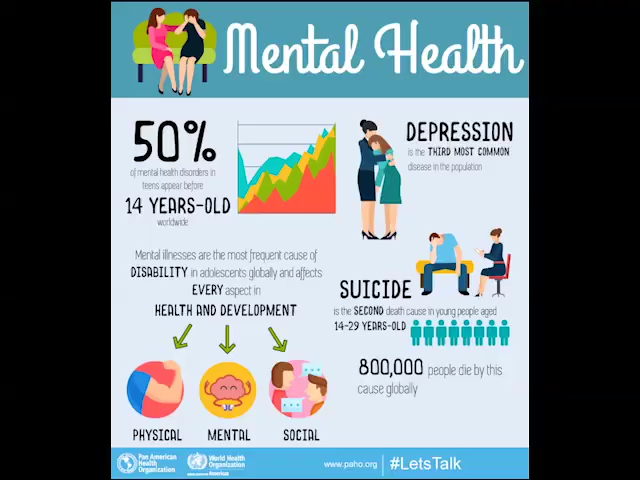 Mental Health
50%
of mental health disorders in
teens appear before
14 YEARS-OLD
worldwide
DEPRESSION
is the THIRD MOST COMMON
disease in the population
Mental illnesses are the most frequent cause of
DISABILITY in adolescents globally and affects
EVERY aspect in
HEALTH AND DEVELOPMENT
SUICIDE
is the SECOND death cause in young people aged
14-29 YEARS-OLD
800,000 people die by this
cause globally
PHYSICAL
MENTAL
SOCIAL
Pan American
Health
Organization
World Health
Organization
Americas
www.paho.org
#LetsTalk